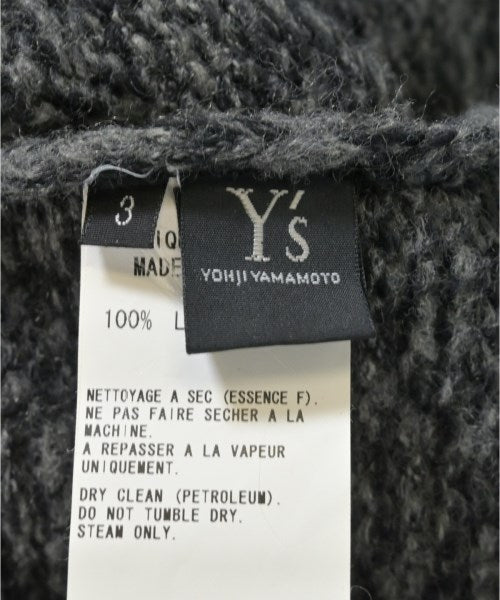 3
Y's
YOHJI YAMAMOTO
MADE
100%
NETTOYAGE A SEC (ESSENCE F).
NE PAS FAIRE SECHER A LA
MACHINE.
A REPASSER A LA VAPEUR
UNIQUEMENT.
DRY CLEAN (PETROLEUM).
DO NOT TUMBLE DRY.
STEAM ONLY.